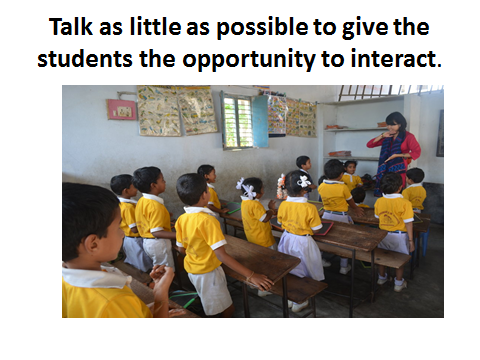 Talk as little as possible to give the
students the opportunity to interact.